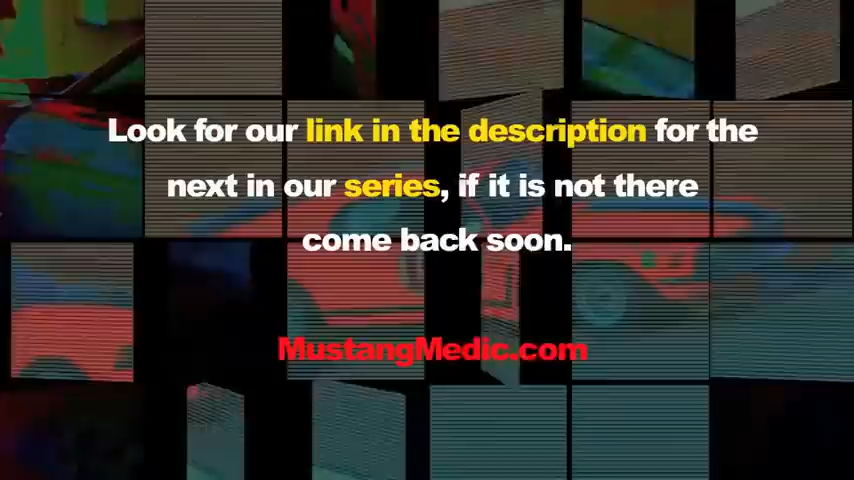 Look for our link in the description for the
next in our series, if it is not there
come back soon.
MustangMedic.com